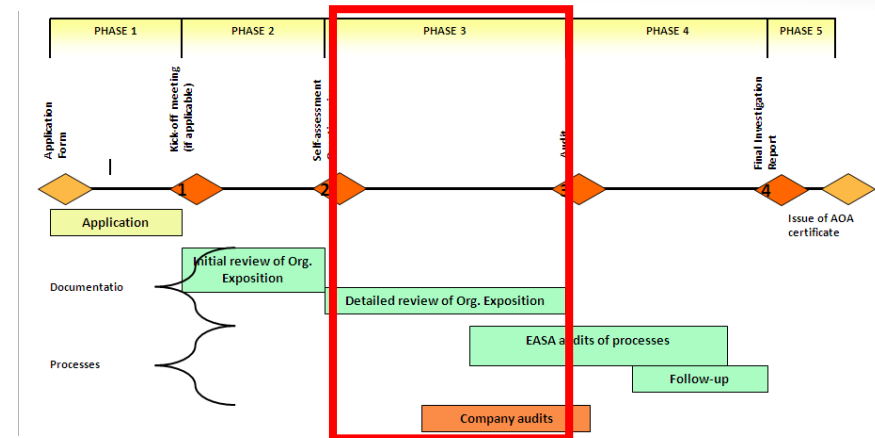 PHASE 1
PHASE 2
PHASE 3
PHASE 4
PHASE 5
Application
Form
Kick-off meeting
(if applicable)
Self-assessment
Audit
Final Investigation
Report
1
2
3
4
Issue of AOA
certificate
Application
Initial review of Org.
Exposition
Documentatio
Detailed review of Org. Exposition
EASA audits of processes
Processes
Follow-up
Company audits